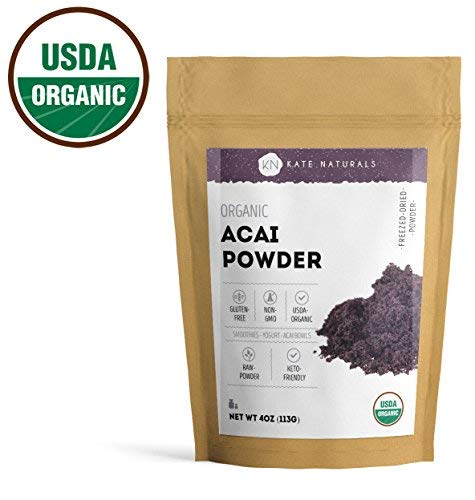 USDA
ORGANIC
KN KATE NATURALS
ORGANIC
ACAI
POWDER
-FREEZED-DRIED-
-POWDER-
GLUTEN-
FREE
NON-
GMO
USDA-
ORGANIC
SMOOTHIES - YOGURT - ACAI BOWLS
RAW-
POWDER
KETO-
FRIENDLY
NET WT 4OZ (113G)
USDA
ORGANIC